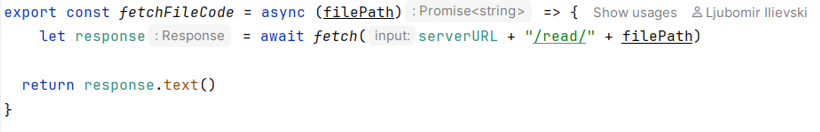 export const fetchFileCode = async (filePath) : Promise<string> => { Show usages Ljubomir Ilievski
let response : Response = await fetch( input: serverURL + "/read/" + filePath)
return response.text()
}